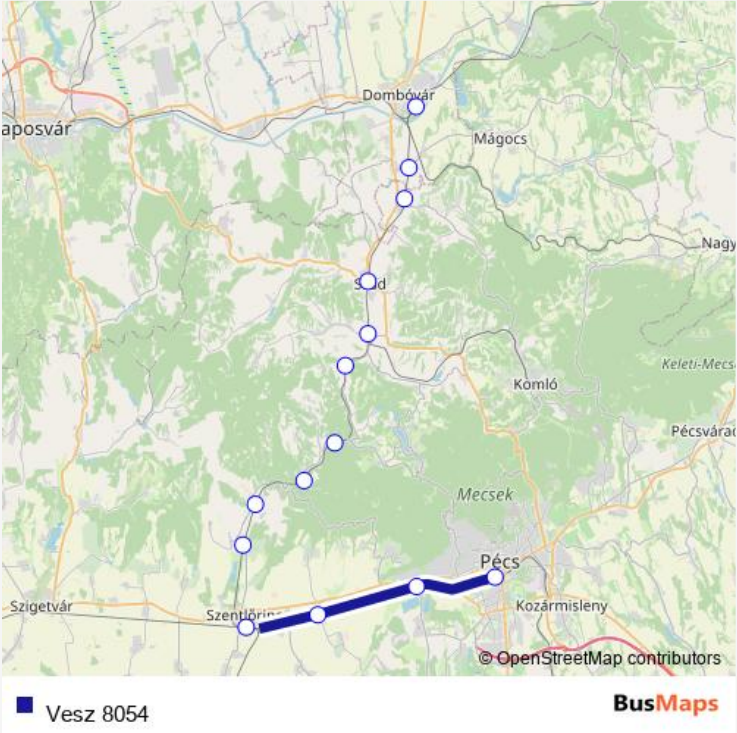 Dombóvár
aposvár
Mágocs
Nagy
Komló
Keleti-Mecs
Pécsvárad
Mecsek
Pécs
Szigetvár
Kozármisleny
© OpenStreetMap contributors
Vesz 8054
BusMaps